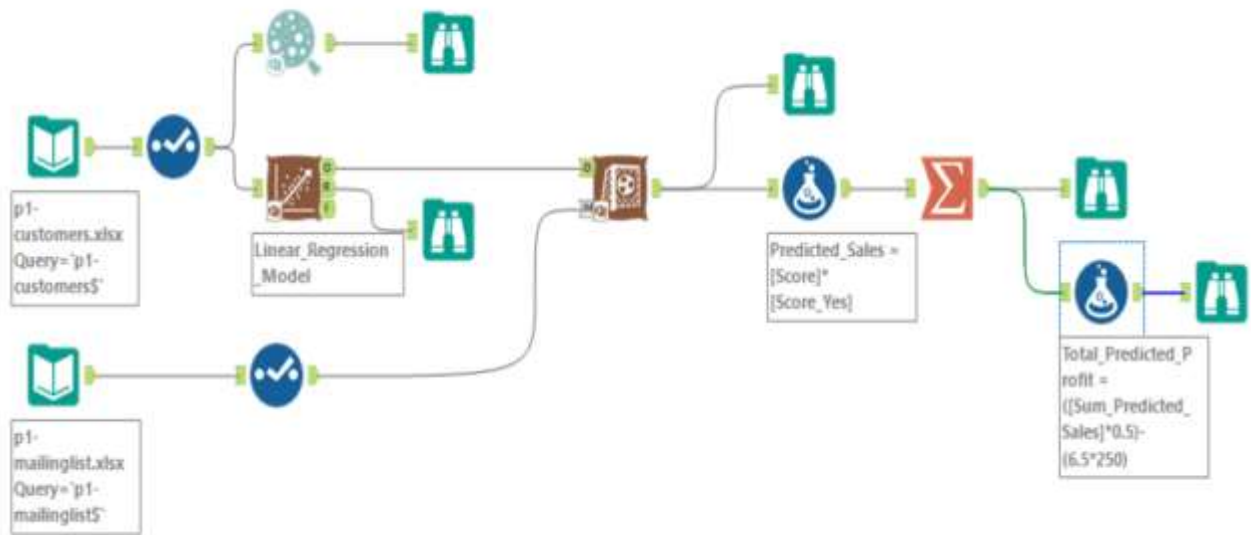 p1-
customers.xlsx
Query=`p1-
customers$`
Linear_Regression
_Model
Predicted_Sales =
[Score]*
[Score_Yes]
Total_Predicted_P
rofit =
([Sum_Predicted_
Sales]*0.5)-
(6.5*250)
p1-
mailinglist.xlsx
Query=`p1-
mailinglist$`